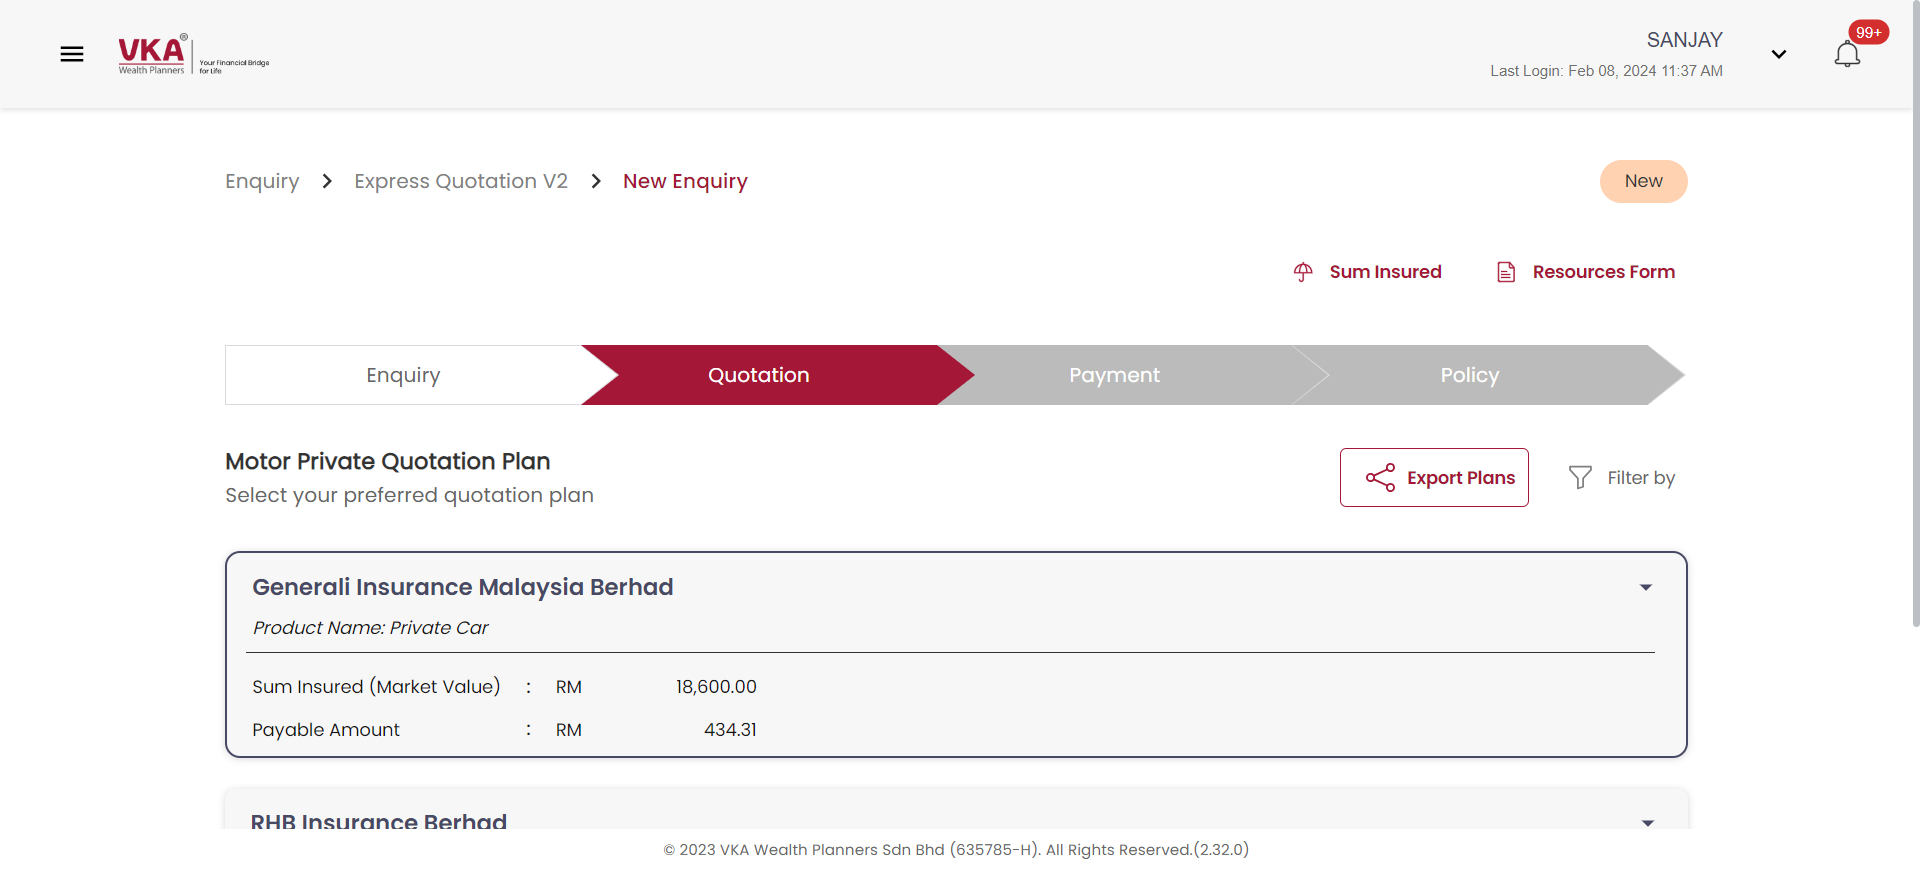 VKA®
Wealth Planners
Your Financial Bridge
for Life
SANJAY
Last Login: Feb 08, 2024 11:37 AM
99+
Enquiry > Express Quotation V2 > New Enquiry
New
Sum Insured
Resources Form
Enquiry
Quotation
Payment
Policy
Motor Private Quotation Plan
Select your preferred quotation plan
Export Plans
Filter by
Generali Insurance Malaysia Berhad
Product Name: Private Car
Sum Insured (Market Value) : RM 18,600.00
Payable Amount : RM 434.31
RHB Insurance Berhad
© 2023 VKA Wealth Planners Sdn Bhd (635785-H). All Rights Reserved.(2.32.0)